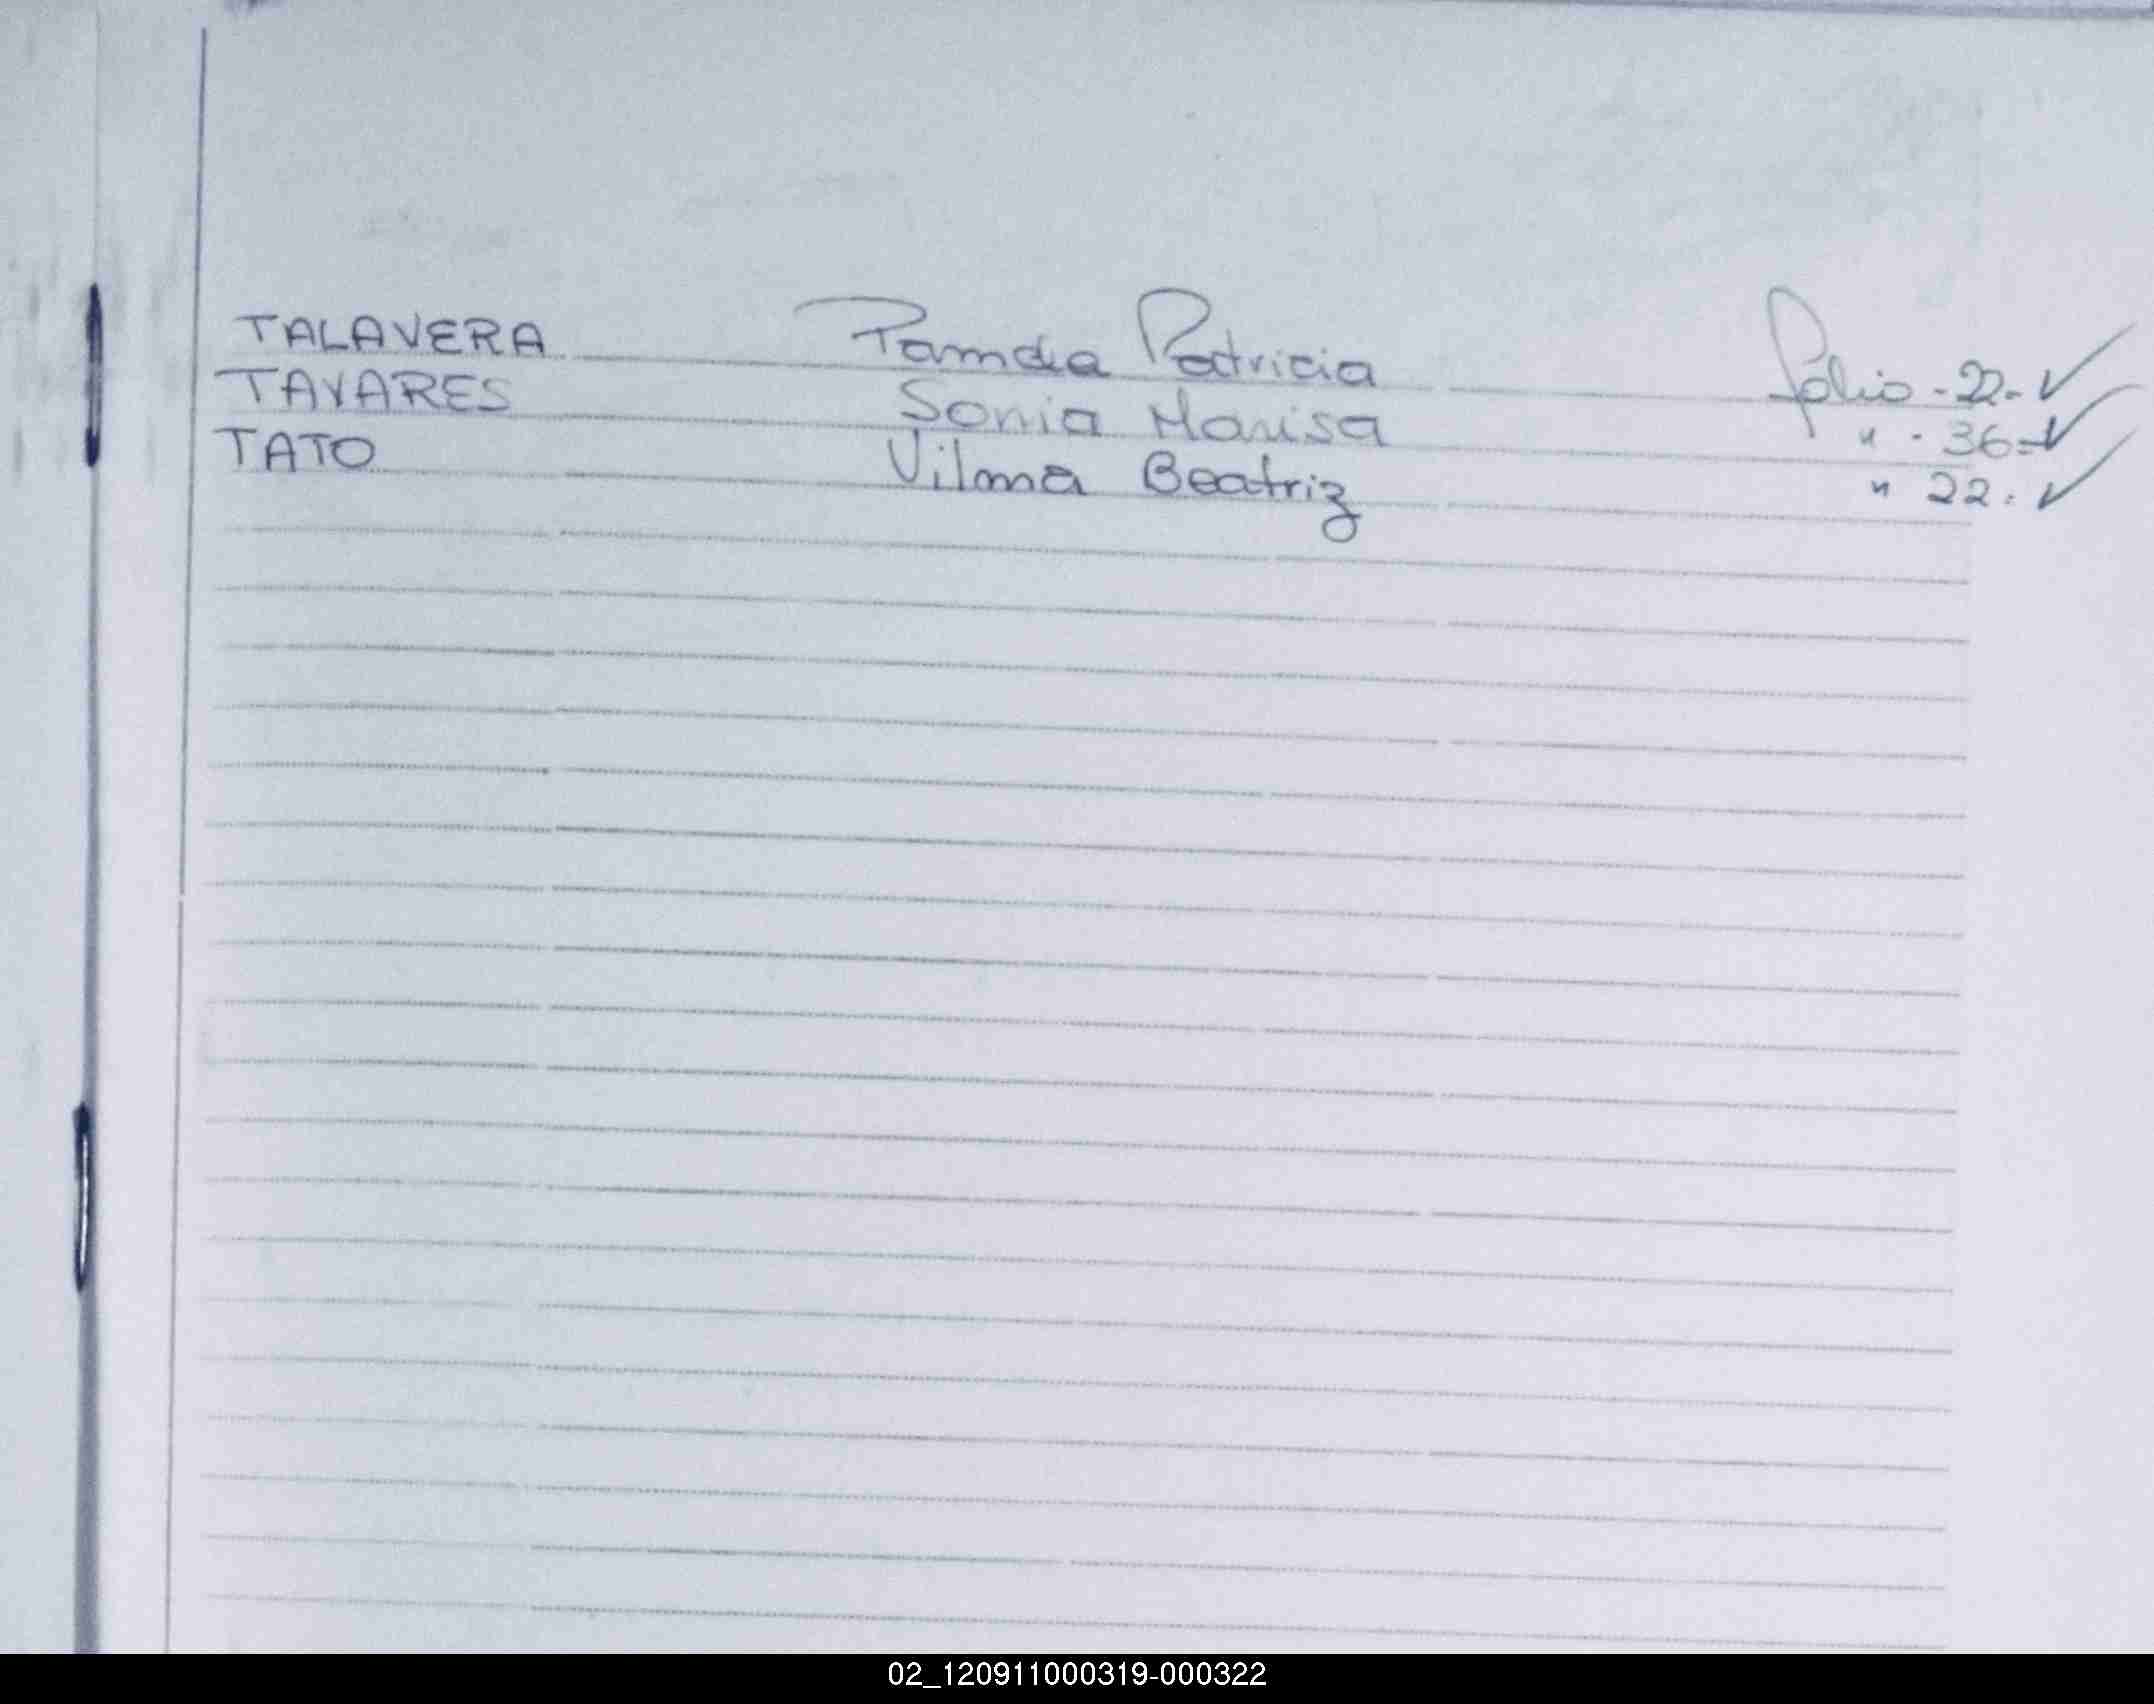 TALAVERA Pamela Patricia folio - 22 - ✓
TAVARES Sonia Marisa " - 36 = ✓
TATO Vilma Beatriz " 22. ✓
02_120911000319-000322